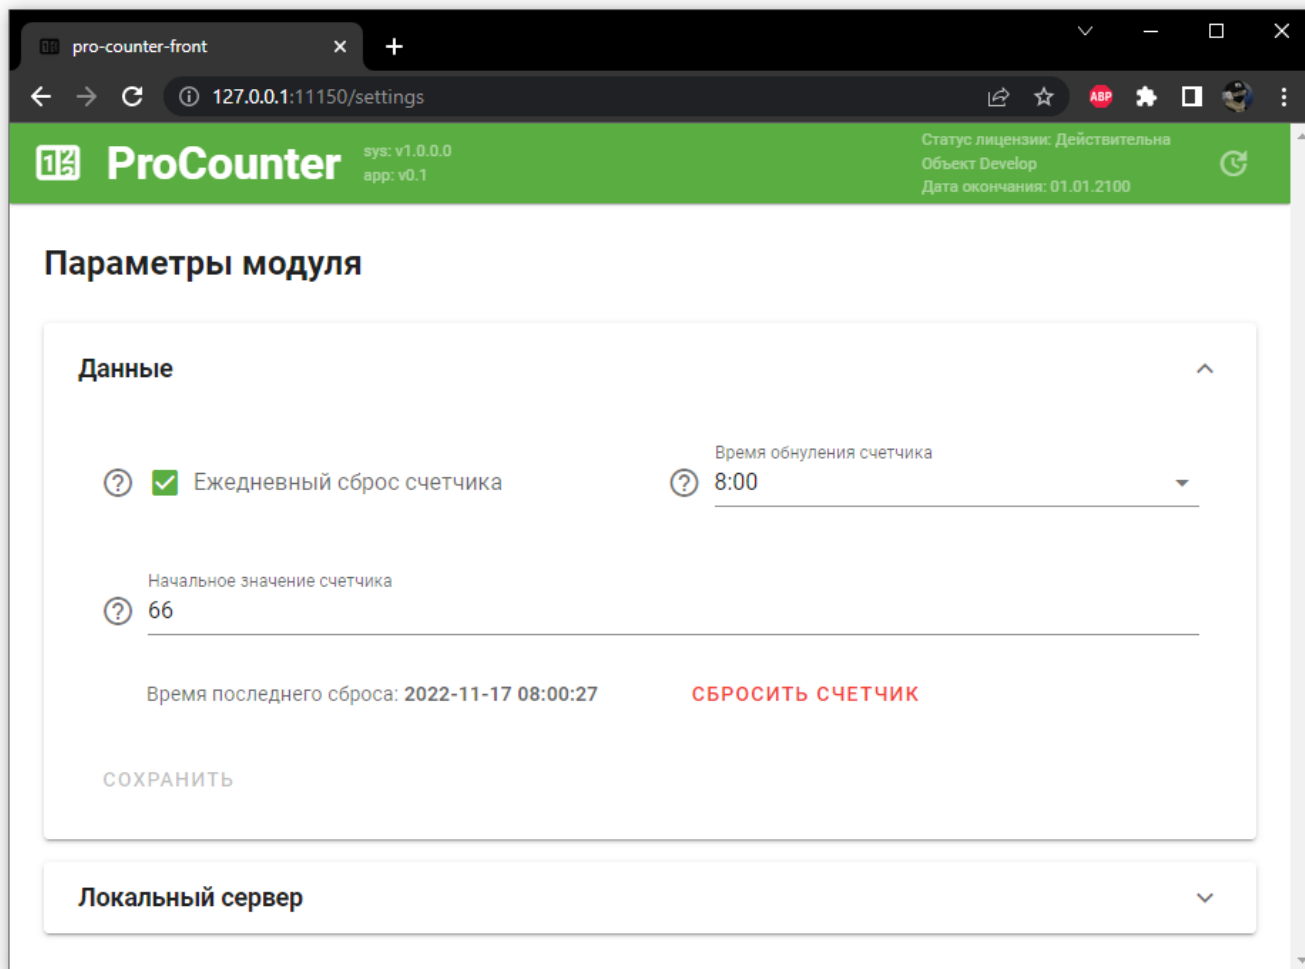 pro-counter-front
127.0.0.1:11150/settings
ABP
ProCounter
sys: v1.0.0.0
app: v0.1
Статус лицензии: Действительна
Объект Develop
Дата окончания: 01.01.2100
Параметры модуля
Данные
Ежедневный сброс счетчика
Время обнуления счетчика
8:00
Начальное значение счетчика
66
Время последнего сброса: 2022-11-17 08:00:27
СБРОСИТЬ СЧЕТЧИК
СОХРАНИТЬ
Локальный сервер